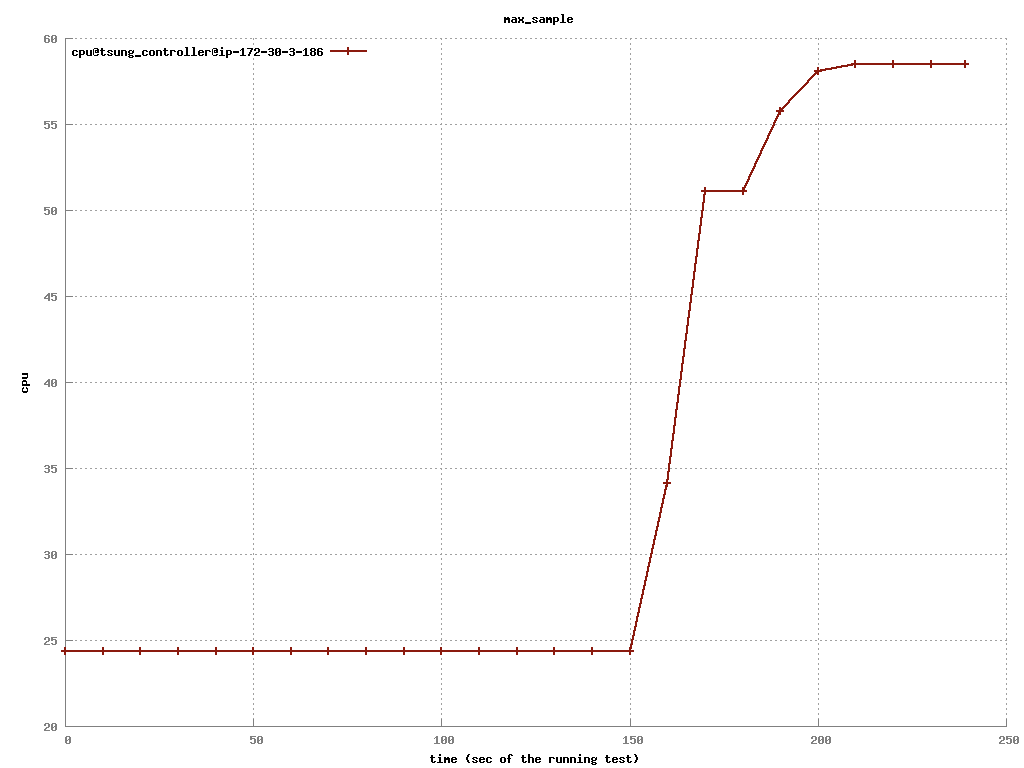 max_sample
60
cpu@tsung_controller@ip-172-30-3-186
55
50
45
40
cpu
35
30
25
20
0 50 100 150 200 250
time (sec of the running test)